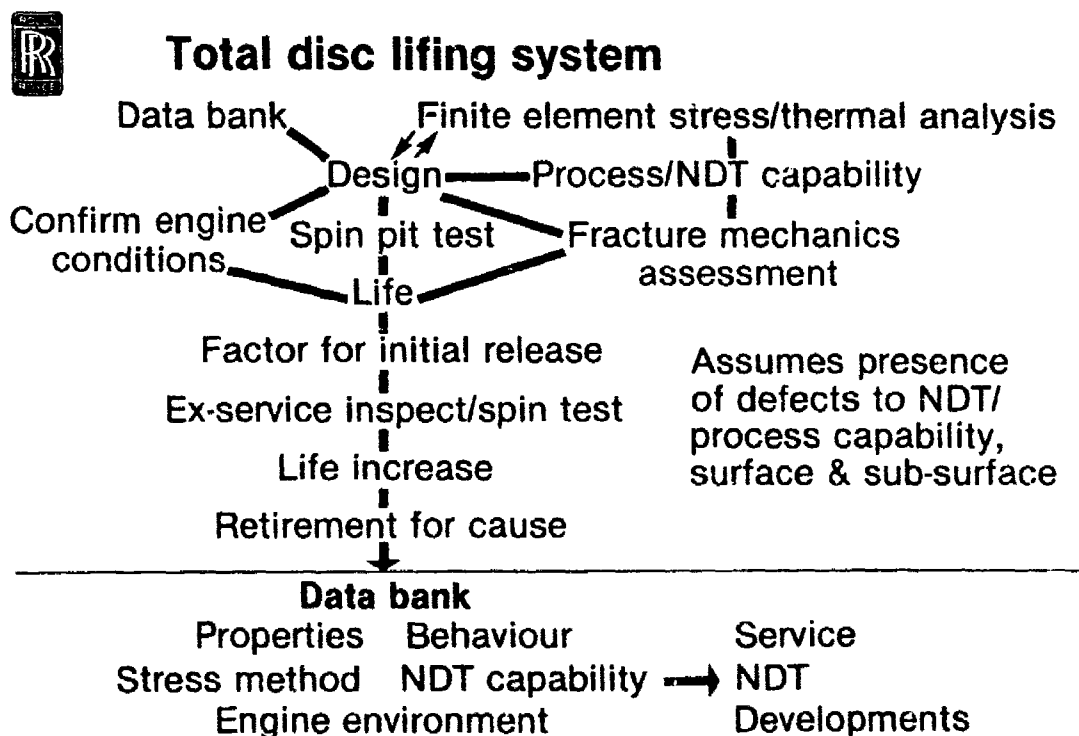 ROLLS
RR
ROYCE
Total disc lifing system
Data bank
Finite element stress/thermal analysis
Design
Process/NDT capability
Confirm engine
conditions
Spin pit test
Fracture mechanics
assessment
Life
Factor for initial release
Ex-service inspect/spin test
Life increase
Retirement for cause
Assumes presence
of defects to NDT/
process capability,
surface & sub-surface
Data bank
Properties Behaviour Service
Stress method NDT capability NDT
Engine environment Developments